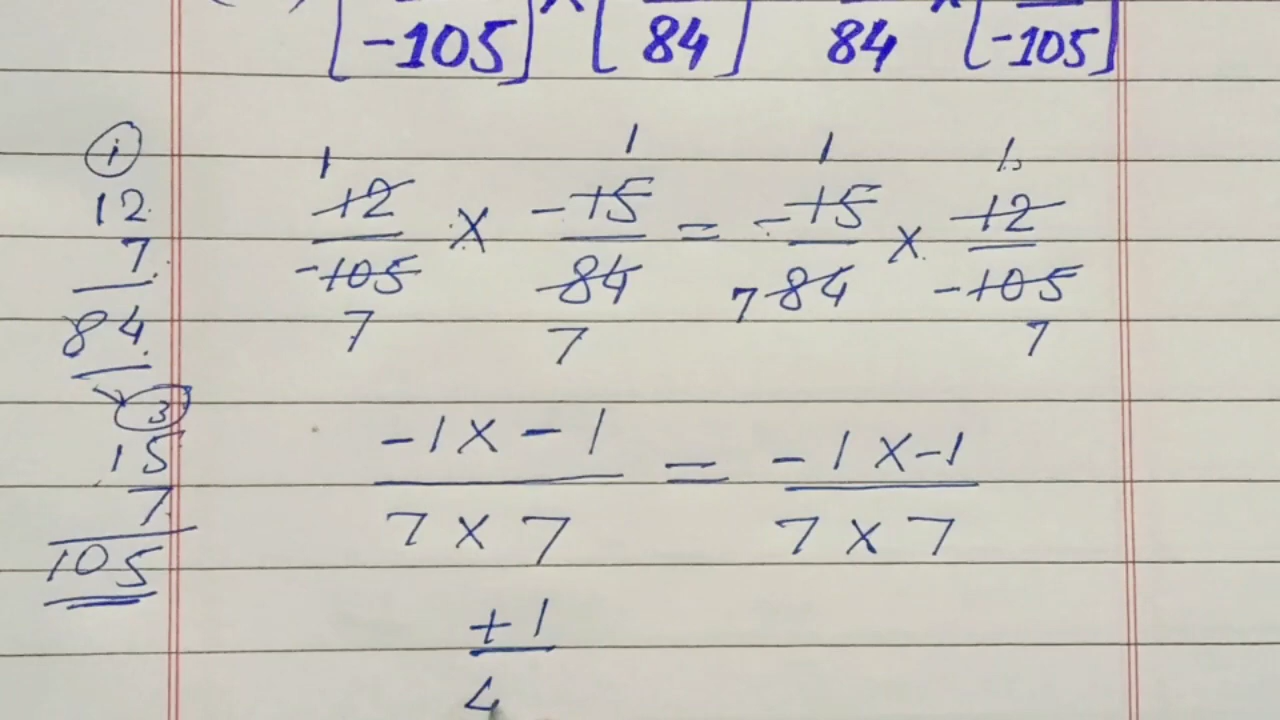 [-105] × [84] 84 × [-105]
i
12
7
84
3
15
7
105
1 1 1 1
12/-105 × -15/84 = -15/84 × 12/-105
7 7 7 7
-1 × -1 = -1 × -1
7 × 7 7 × 7
+1
4